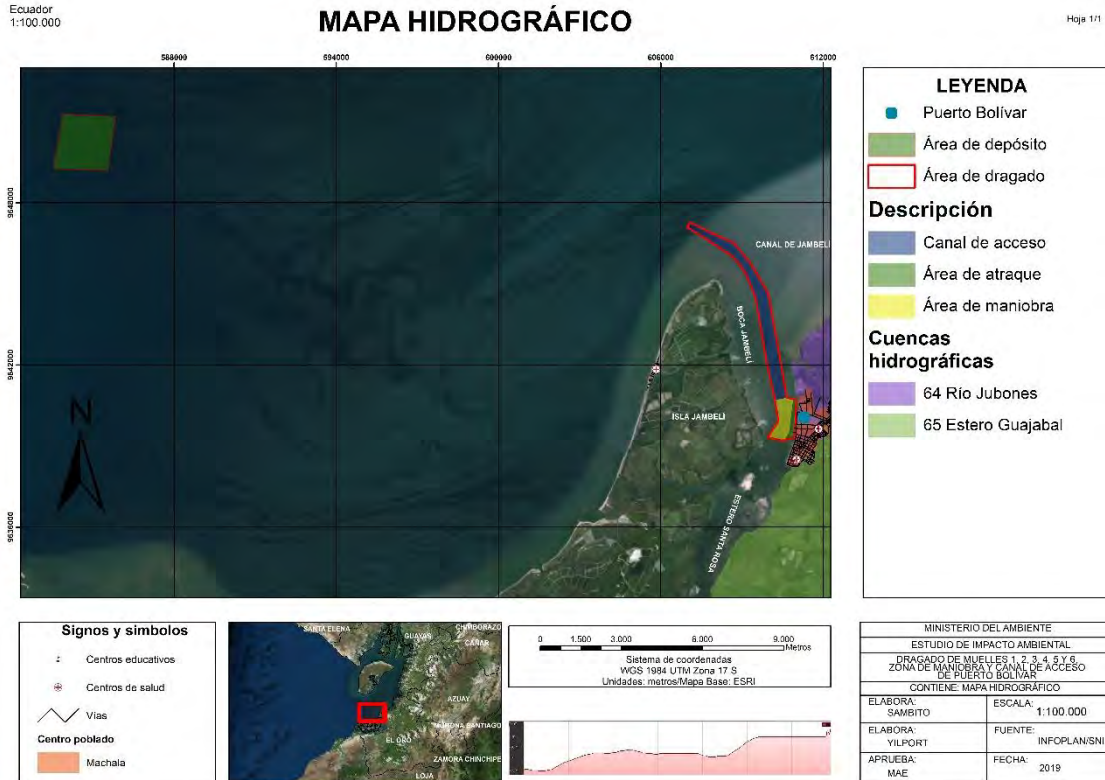 Ecuador
1:100.000
MAPA HIDROGRÁFICO
Hoja 1/1
588000
594000
600000
606000
612000
9648000
9642000
9636000
CANAL DE JAMBELÍ
BOCA JAMBELÍ
ISLA JAMBELÍ
ESTERO SANTA ROSA
N
LEYENDA
Puerto Bolívar
Área de depósito
Área de dragado
Descripción
Canal de acceso
Área de atraque
Área de maniobra
Cuencas
hidrográficas
64 Río Jubones
65 Estero Guajabal
Signos y simbolos
Centros educativos
Centros de salud
Vías
Centro poblado
Machala
SANTA ELENA
GUAYAS
CHIMBORAZO
CAÑAR
AZUAY
MORONA SANTIAGO
EL ORO
ZAMORA CHINCHIPE
LOJA
0 1.500 3.000 6.000 9.000
Metros
Sistema de coordenadas
WGS 1984 UTM Zona 17 S
Unidades: metros/Mapa Base: ESRI
MINISTERIO DEL AMBIENTE
ESTUDIO DE IMPACTO AMBIENTAL
DRAGADO DE MUELLES 1, 2, 3, 4, 5 Y 6,
ZONA DE MANIOBRA Y CANAL DE ACCESO
DE PUERTO BOLÍVAR
CONTIENE: MAPA HIDROGRÁFICO
ELABORA:
SAMBITO
ESCALA:
1:100.000
ELABORA:
YILPORT
FUENTE:
INFOPLAN/SNI
APRUEBA:
MAE
FECHA:
2019